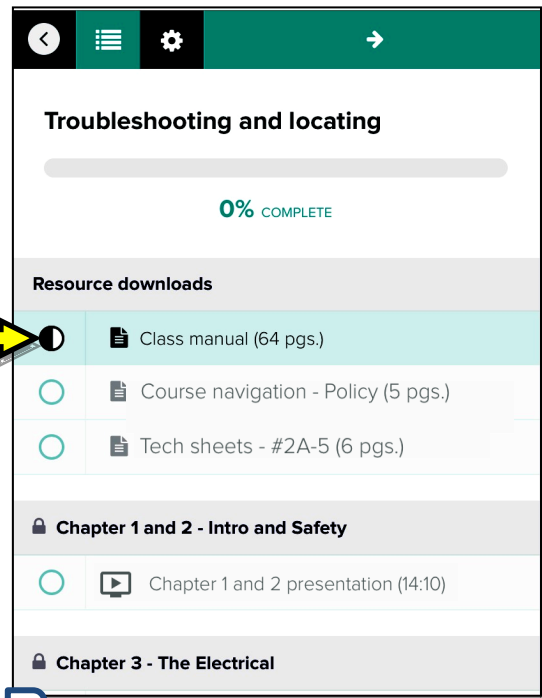 Troubleshooting and locating
0% COMPLETE
Resource downloads
Class manual (64 pgs.)
Course navigation - Policy (5 pgs.)
Tech sheets - #2A-5 (6 pgs.)
Chapter 1 and 2 - Intro and Safety
Chapter 1 and 2 presentation (14:10)
Chapter 3 - The Electrical